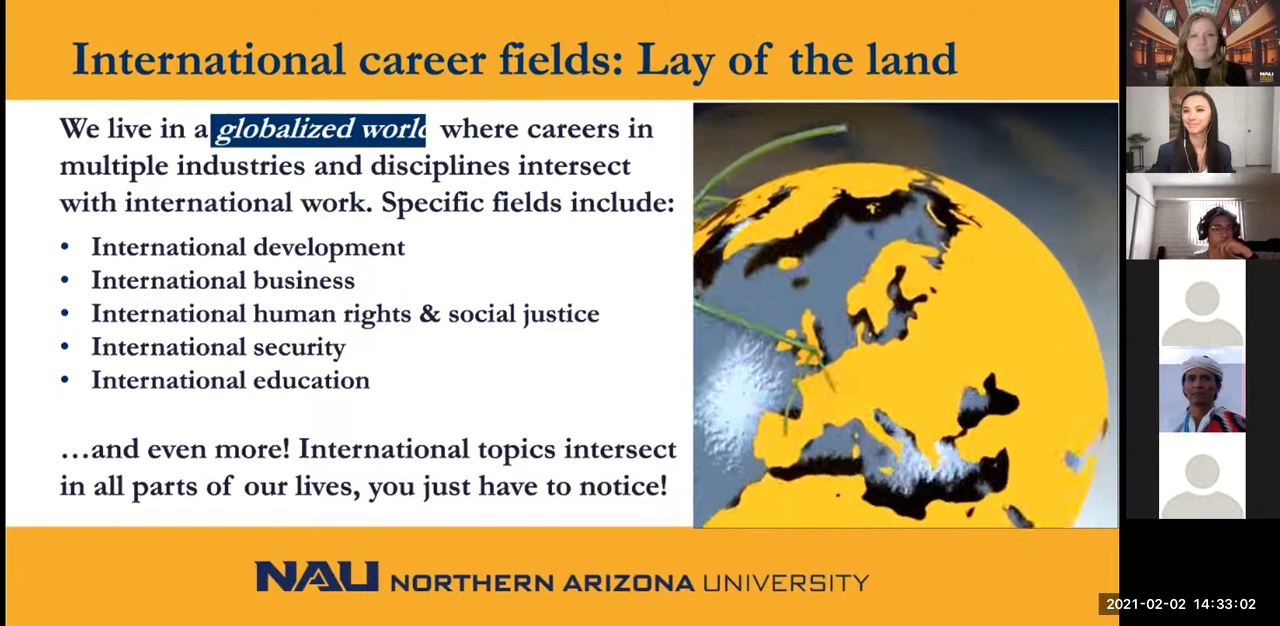 International career fields: Lay of the land
We live in a globalized world where careers in
multiple industries and disciplines intersect
with international work. Specific fields include:
• International development
• International business
• International human rights & social justice
• International security
• International education
…and even more! International topics intersect
in all parts of our lives, you just have to notice!
NAU NORTHERN ARIZONA UNIVERSITY
NAU
2021-02-02 14:33:02